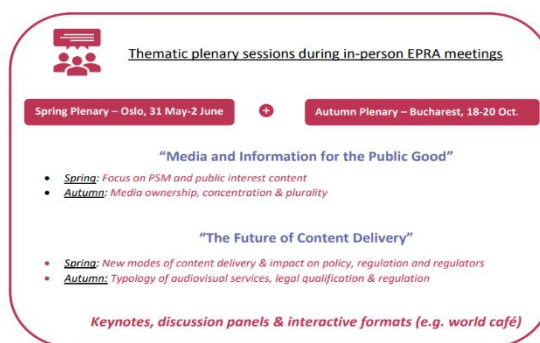 Thematic plenary sessions during in-person EPRA meetings
Spring Plenary – Oslo, 31 May-2 June + Autumn Plenary – Bucharest, 18-20 Oct.
“Media and Information for the Public Good”
• Spring: Focus on PSM and public interest content
• Autumn: Media ownership, concentration & plurality
“The Future of Content Delivery”
• Spring: New modes of content delivery & impact on policy, regulation and regulators
• Autumn: Typology of audiovisual services, legal qualification & regulation
Keynotes, discussion panels & interactive formats (e.g. world café)